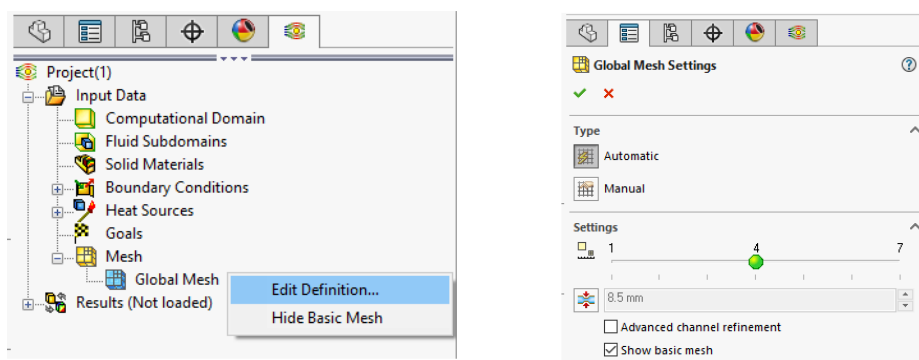 Project(1)
Input Data
Computational Domain
Fluid Subdomains
Solid Materials
Boundary Conditions
Heat Sources
Goals
Mesh
Global Mesh
Results (Not loaded)
Edit Definition...
Hide Basic Mesh
Global Mesh Settings
?
Type
Automatic
Manual
Settings
1 4 7
8.5 mm
Advanced channel refinement
Show basic mesh